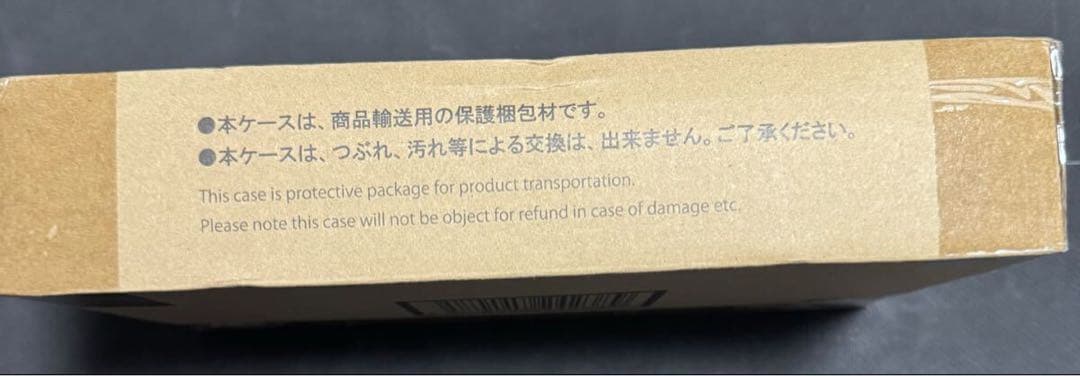 ●本ケースは、商品輸送用の保護梱包材です。
●本ケースは、つぶれ、汚れ等による交換は、出来ません。ご了承ください。
This case is protective package for product transportation.
Please note this case will not be object for refund in case of damage etc.